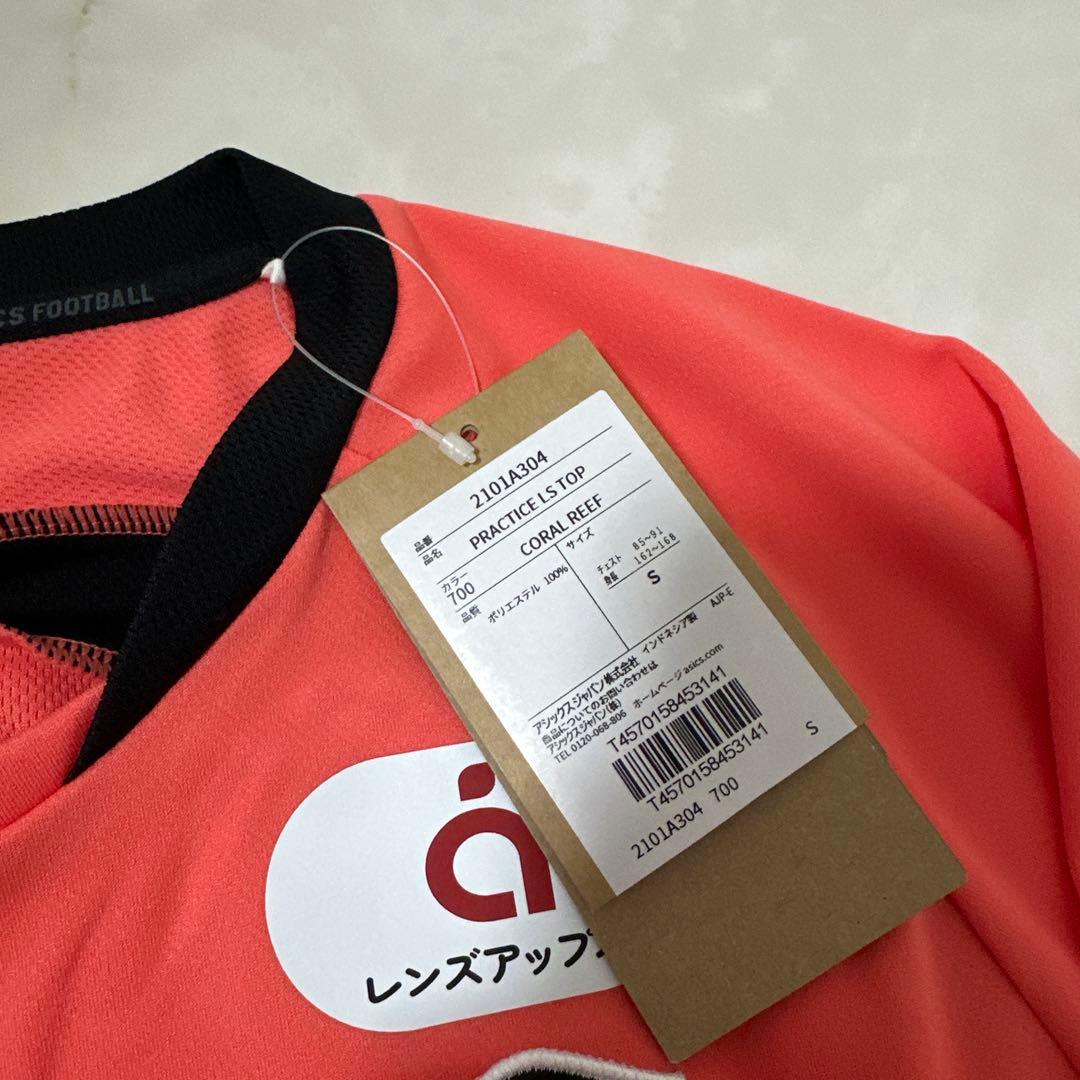 CS FOOTBALL
品番 2101A304
品名 PRACTICE LS TOP
カラー
700 CORAL REEF
品質 ポリエステル 100%
サイズ
チェスト 85~91
身長 162~168
S
アシックスジャパン株式会社 インドネシア製 AJP-E
商品についてのお問い合わせは
アシックスジャパン(株) ホームページ asics.com
TEL 0120-068-806
T4570158453141
T4570158453141
2101A304 700 S
a
レンズアップ